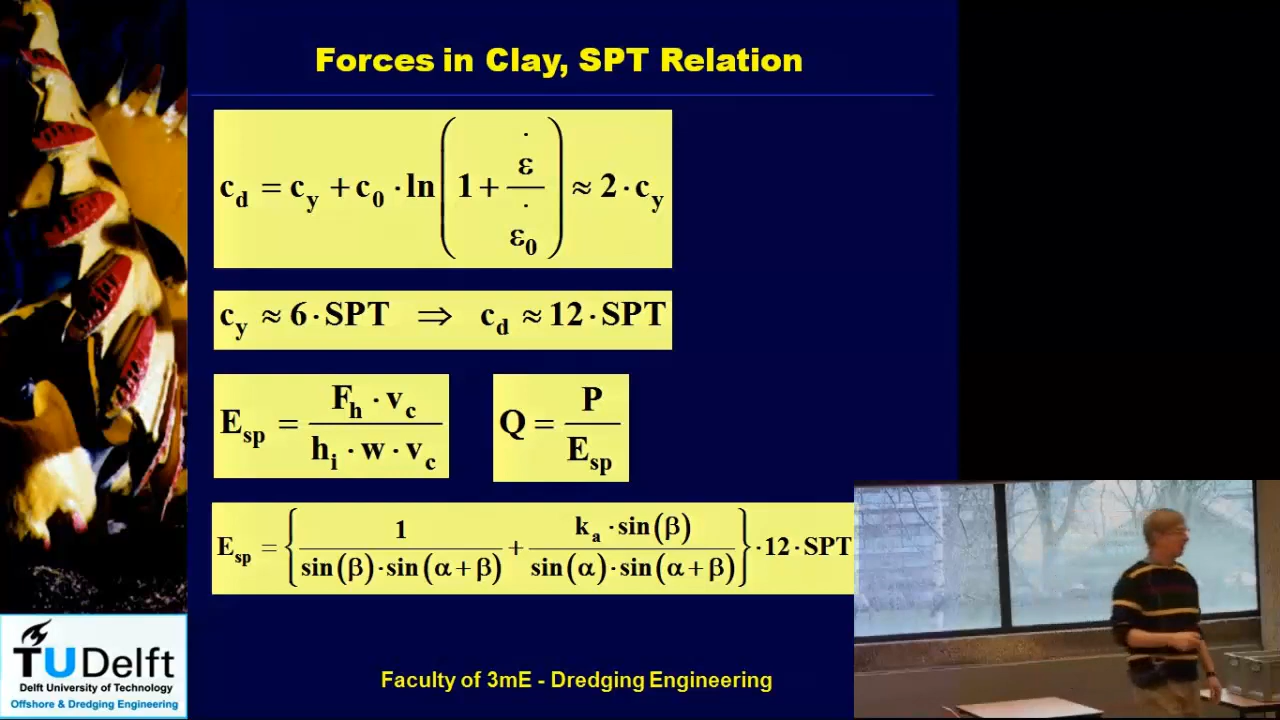 Forces in Clay, SPT Relation
c_d = c_y + c_0 · ln(1 + ε̇ / ε̇_0) ≈ 2 · c_y
c_y ≈ 6 · SPT ⇒ c_d ≈ 12 · SPT
E_sp = (F_h · v_c) / (h_i · w · v_c)
Q = P / E_sp
E_sp = {1 / (sin(β) · sin(α + β)) + (k_a · sin(β)) / (sin(α) · sin(α + β))} · 12 · SPT
TUDelft
Delft University of Technology
Offshore & Dredging Engineering
Faculty of 3mE - Dredging Engineering